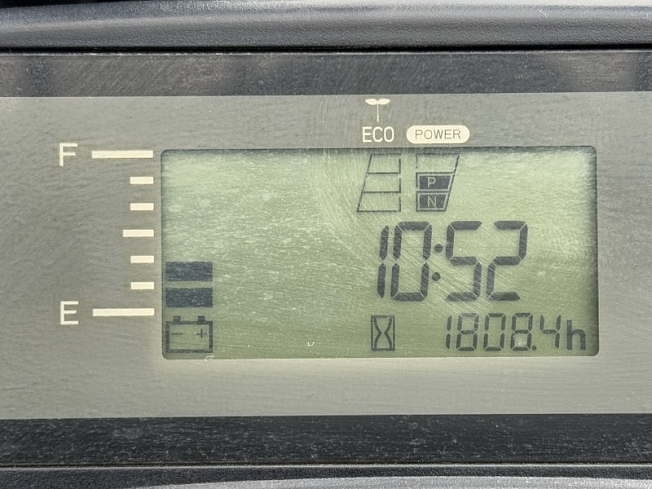 ECO POWER
F
P
N
10:52
E
- +
1808.4h